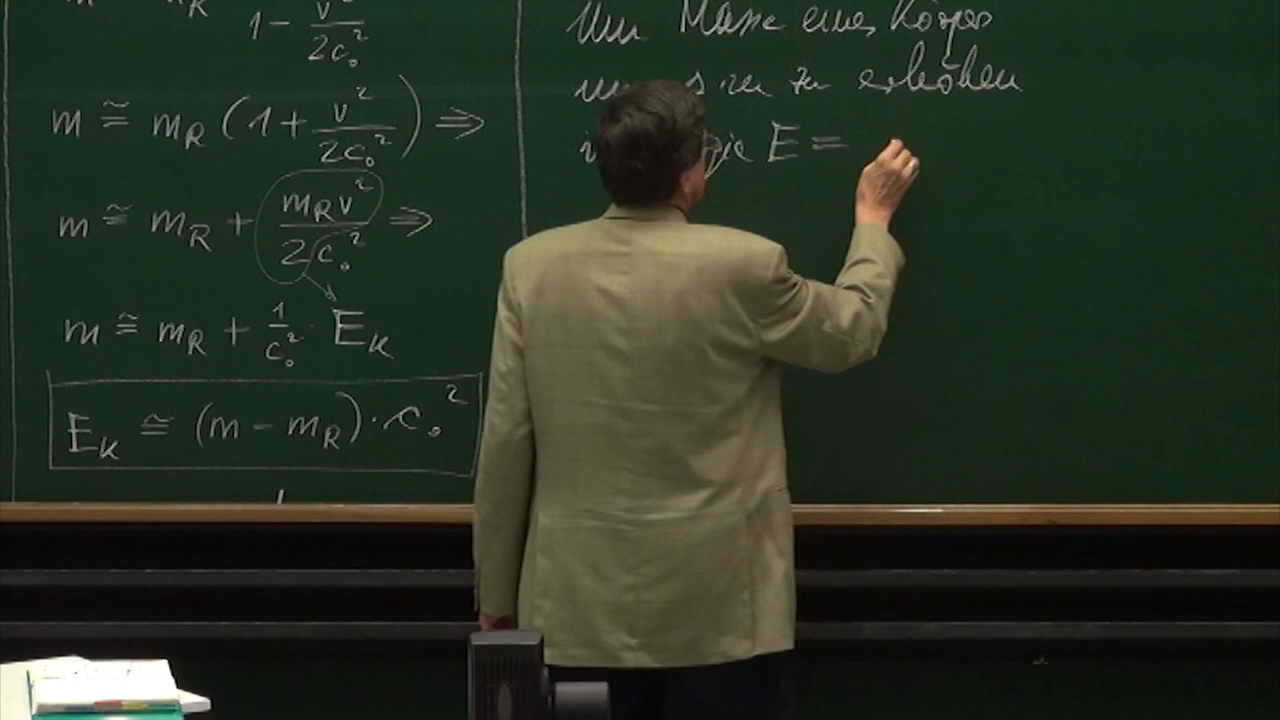 1 - v²/2c₀²
m ≅ m_R (1 + v²/2c₀²) ⇒
m ≅ m_R + m_R v²/2c₀² ⇒
m ≅ m_R + 1/c₀² · E_K
E_K ≅ (m - m_R) · c₀²
Um Masse eines Körpers
zu erhöhen
E =